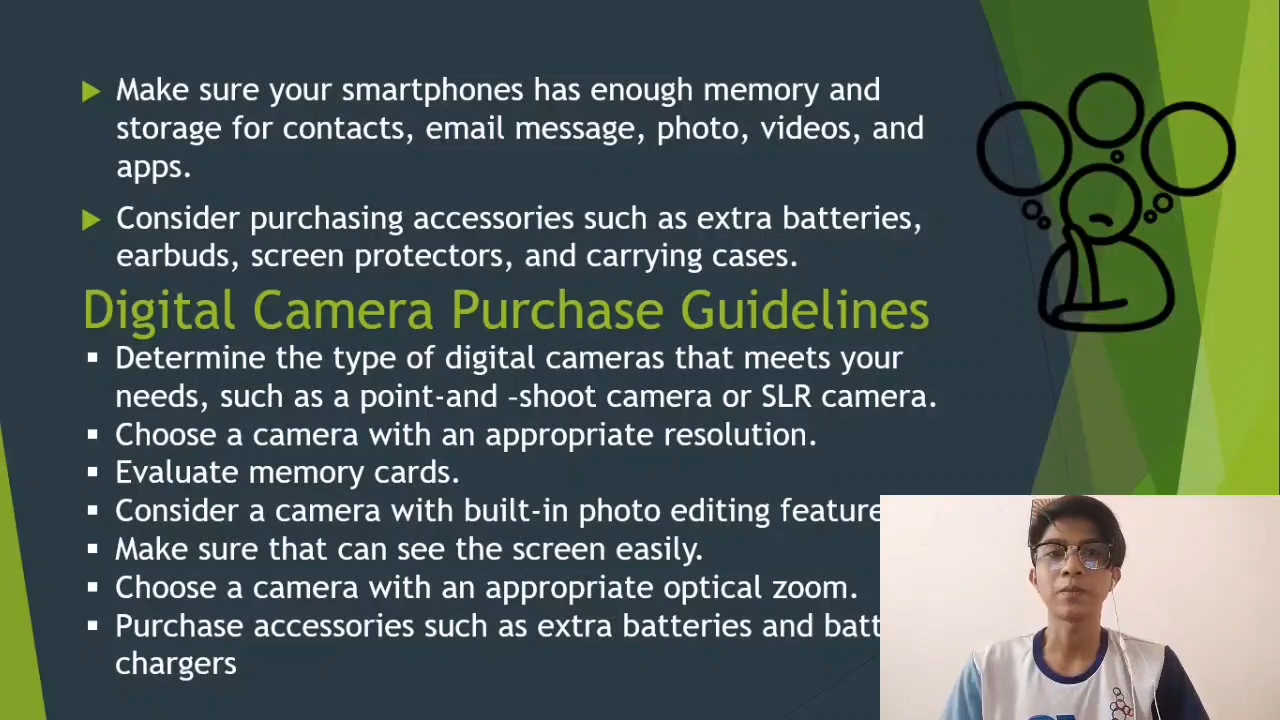 Make sure your smartphones has enough memory and
storage for contacts, email message, photo, videos, and
apps.
Consider purchasing accessories such as extra batteries,
earbuds, screen protectors, and carrying cases.
Digital Camera Purchase Guidelines
Determine the type of digital cameras that meets your
needs, such as a point-and –shoot camera or SLR camera.
Choose a camera with an appropriate resolution.
Evaluate memory cards.
Consider a camera with built-in photo editing feature
Make sure that can see the screen easily.
Choose a camera with an appropriate optical zoom.
Purchase accessories such as extra batteries and batt
chargers